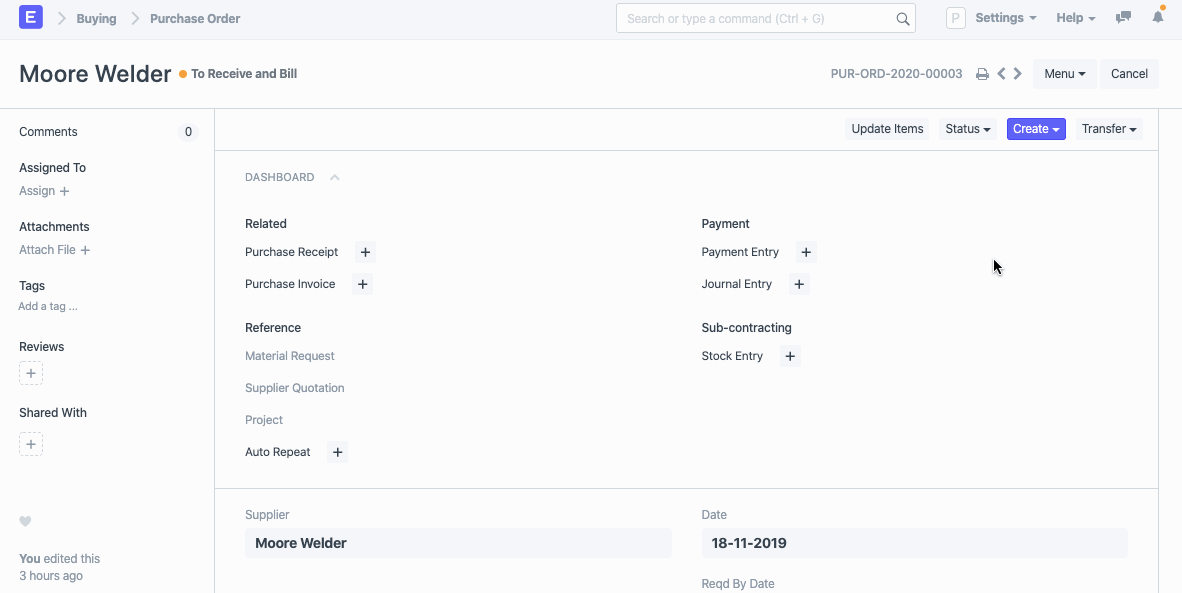 E Buying Purchase Order Search or type a command (Ctrl + G) P Settings Help
Moore Welder To Receive and Bill PUR-ORD-2020-00003 Menu Cancel
Comments 0
Assigned To
Assign +
Attachments
Attach File +
Tags
Add a tag ...
Reviews
+
Shared With
+
You edited this
3 hours ago
Update Items Status Create Transfer
DASHBOARD
Related
Purchase Receipt +
Purchase Invoice +
Payment
Payment Entry +
Journal Entry +
Reference
Material Request
Supplier Quotation
Project
Auto Repeat +
Sub-contracting
Stock Entry +
Supplier
Moore Welder
Date
18-11-2019
Reqd By Date